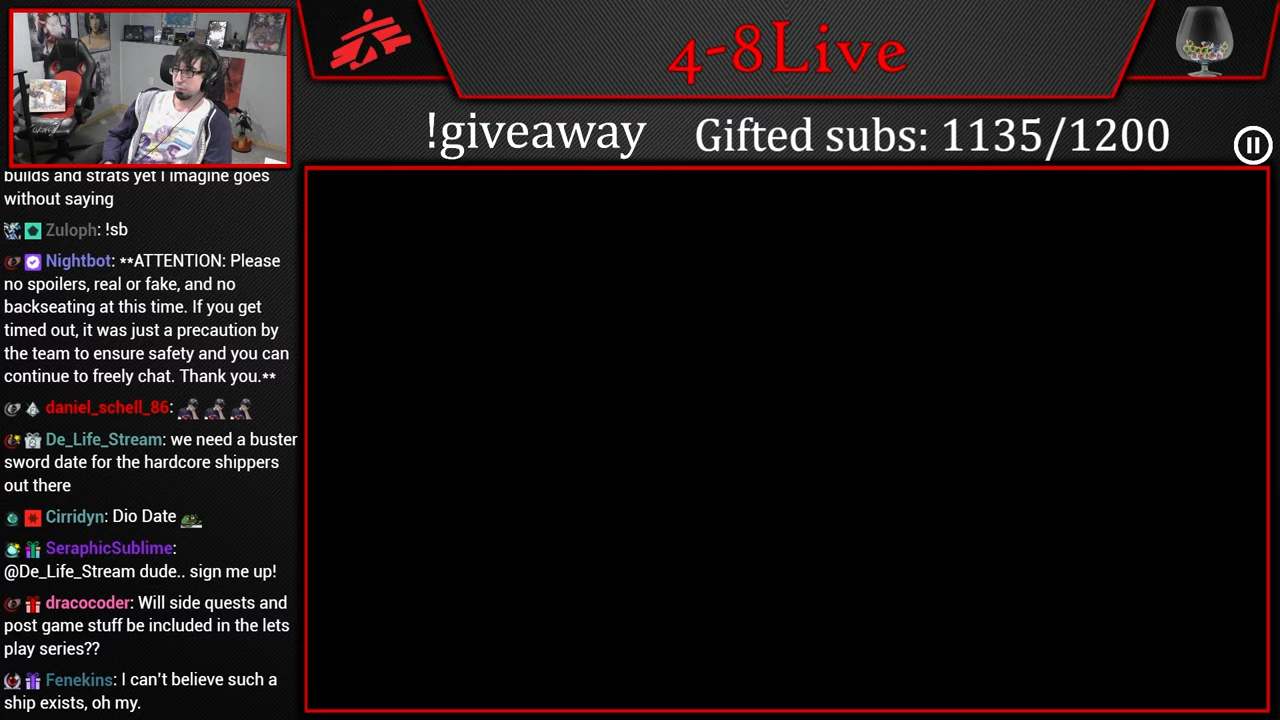 4-8Live
!giveaway
Gifted subs: 1135/1200
builds and strats yet I imagine goes
without saying
Zuloph: !sb
Nightbot: **ATTENTION: Please
no spoilers, real or fake, and no
backseating at this time. If you get
timed out, it was just a precaution by
the team to ensure safety and you can
continue to freely chat. Thank you.**
daniel_schell_86:
De_Life_Stream: we need a buster
sword date for the hardcore shippers
out there
Cirridyn: Dio Date
SeraphicSublime:
@De_Life_Stream dude.. sign me up!
dracocoder: Will side quests and
post game stuff be included in the lets
play series??
Fenekins: I can't believe such a
ship exists, oh my.